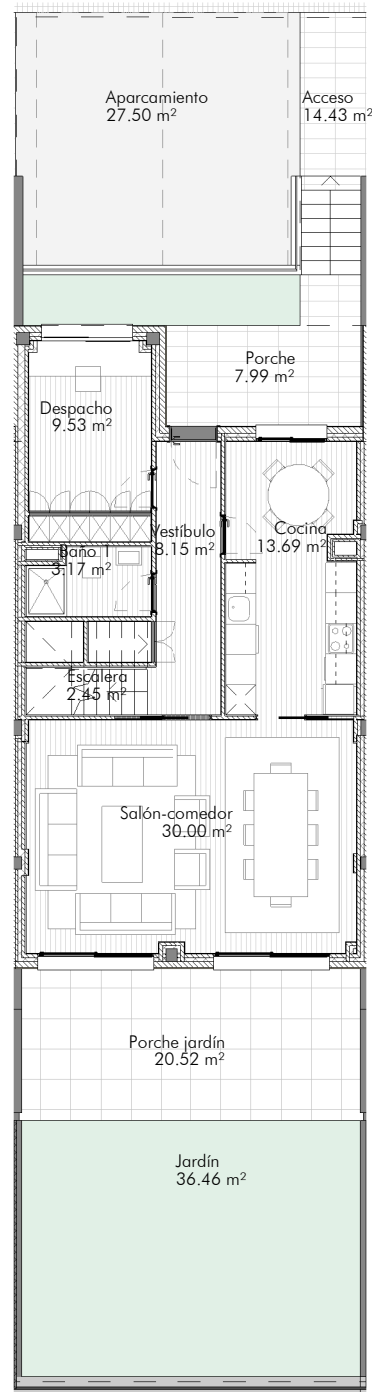 Aparcamiento
27.50 m²
Acceso
14.43 m²
Porche
7.99 m²
Despacho
9.53 m²
Vestíbulo
8.15 m²
Cocina
13.69 m²
Baño 1
3.17 m²
Escalera
2.45 m²
Salón-comedor
30.00 m²
Porche jardín
20.52 m²
Jardín
36.46 m²